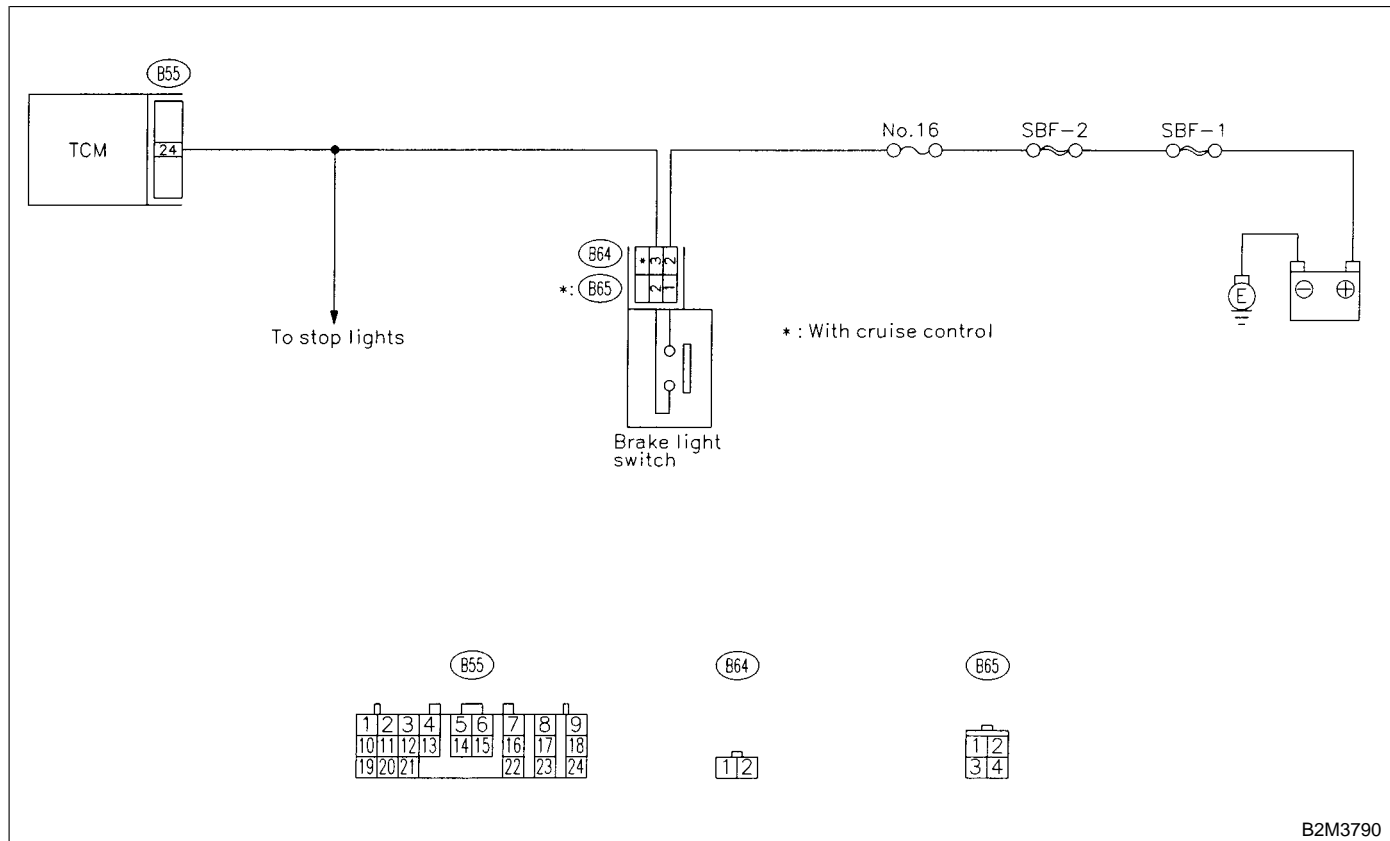 B55
TCM
24
No.16
SBF-2
SBF-1
B64
* 3 2
*: B65
2 1
E
⊖ ⊕
To stop lights
*: With cruise control
Brake light
switch
B55
B64
B65
1 2 3 4 5 6 7 8 9
10 11 12 13 14 15 16 17 18
19 20 21 22 23 24
1 2
1 2
3 4
B2M3790